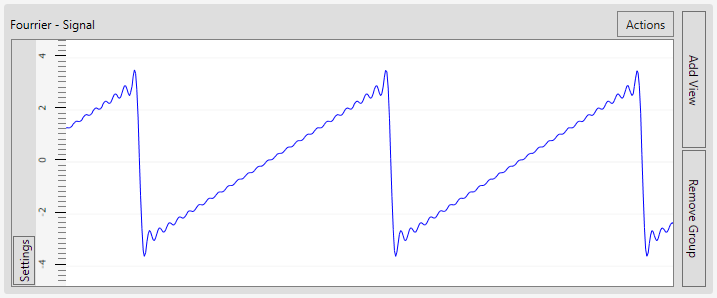 Fourrier - Signal
Actions
4
2
0
-2
-4
Settings
Add View
Remove Group